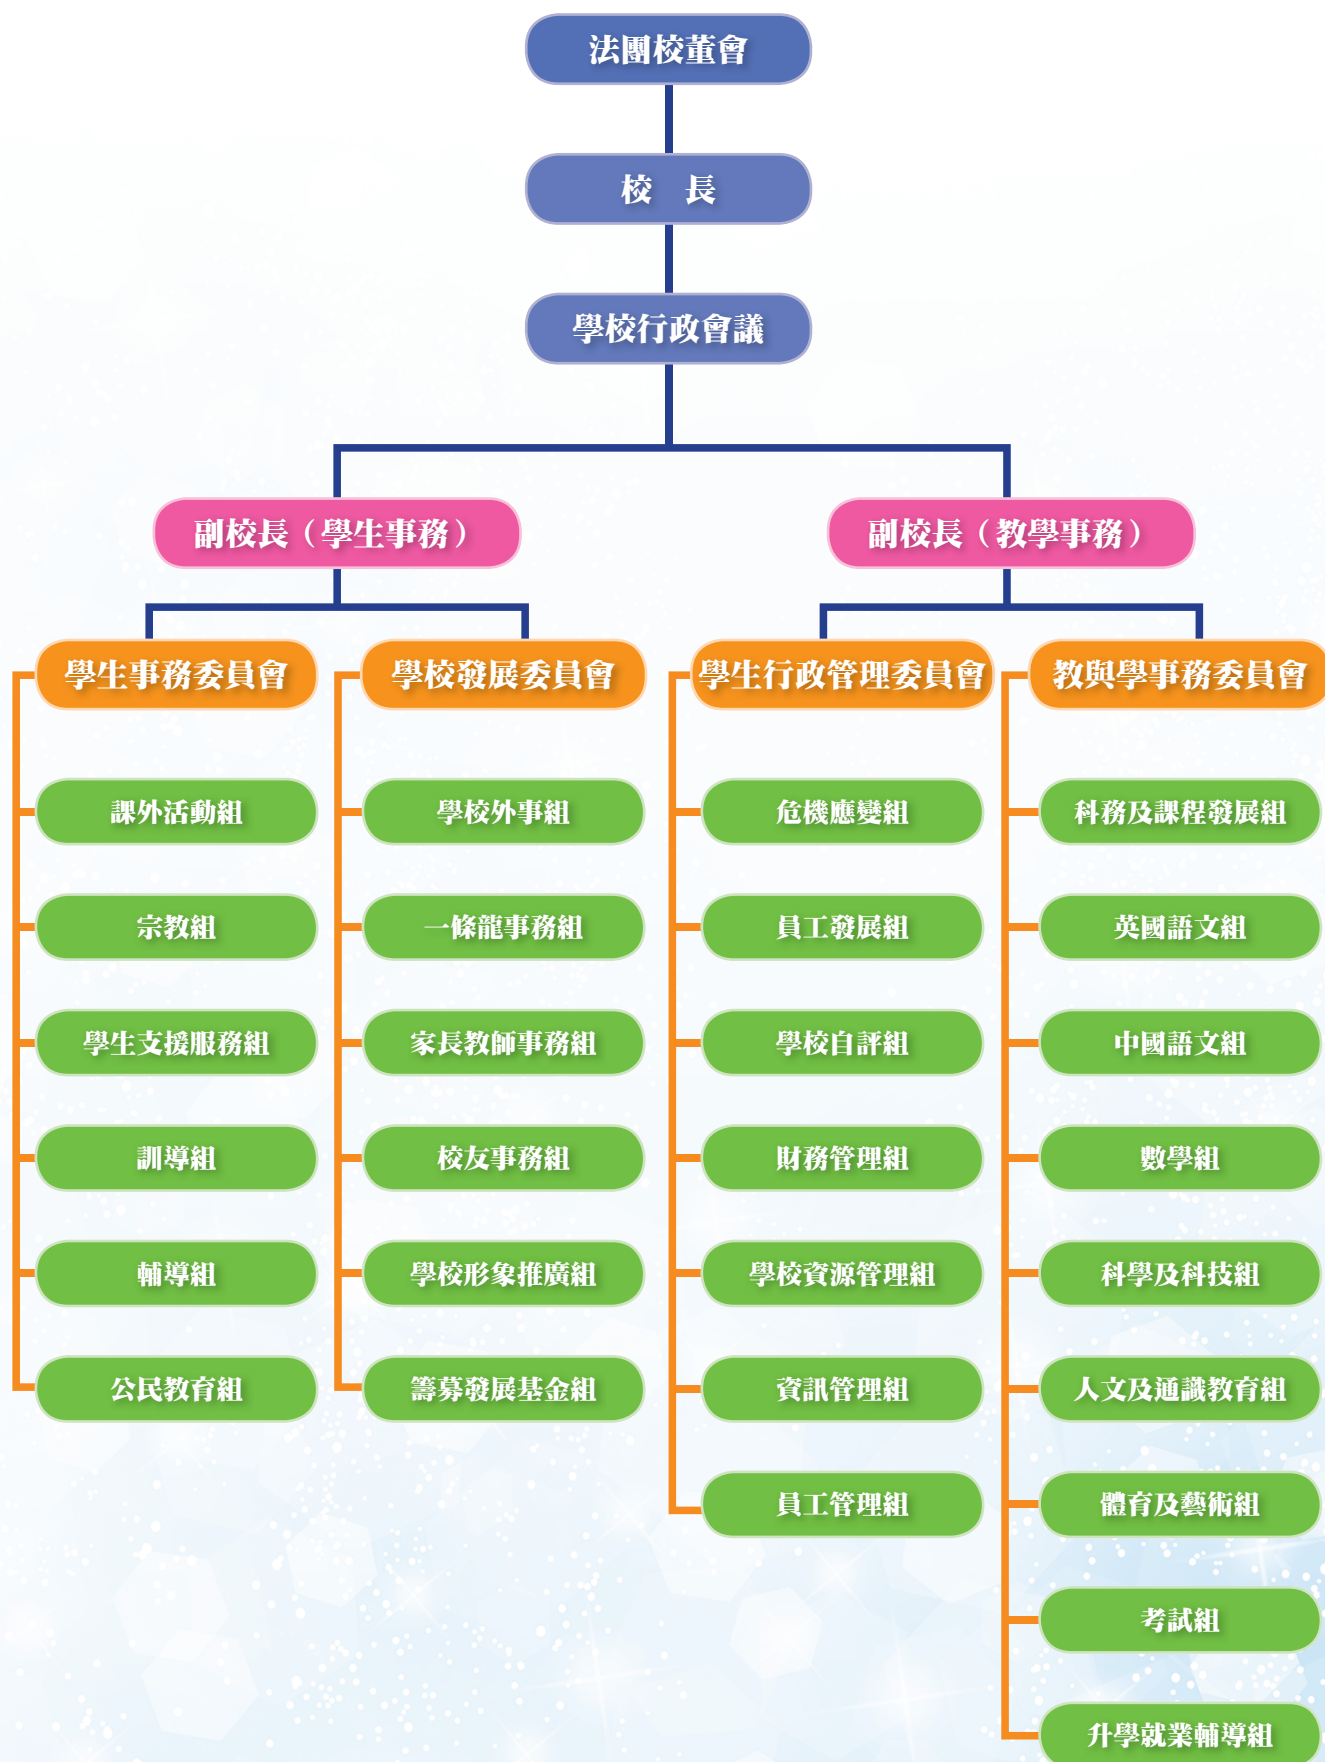 法團校董會
校　長
學校行政會議
副校長（學生事務）
副校長（教學事務）
學生事務委員會
學校發展委員會
學生行政管理委員會
教與學事務委員會
課外活動組
學校外事組
危機應變組
科務及課程發展組
宗教組
一條龍事務組
員工發展組
英國語文組
學生支援服務組
家長教師事務組
學校自評組
中國語文組
訓導組
校友事務組
財務管理組
數學組
輔導組
學校形象推廣組
學校資源管理組
科學及科技組
公民教育組
籌募發展基金組
資訊管理組
人文及通識教育組
員工管理組
體育及藝術組
考試組
升學就業輔導組